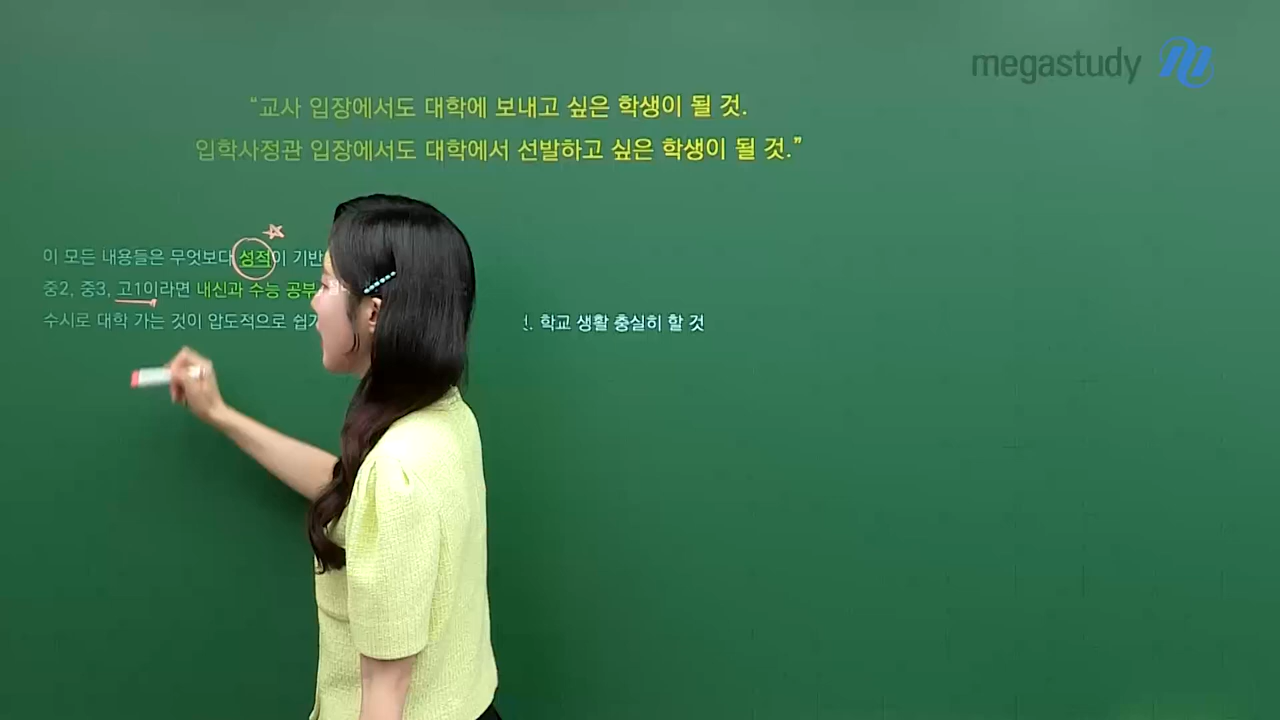 megastudy
“교사 입장에서도 대학에 보내고 싶은 학생이 될 것.
입학사정관 입장에서도 대학에서 선발하고 싶은 학생이 될 것.”
이 모든 내용들은 무엇보다 성적이 기반
중2, 중3, 고1이라면 내신과 수능 공부
수시로 대학 가는 것이 압도적으로 학교 생활 충실히 할 것